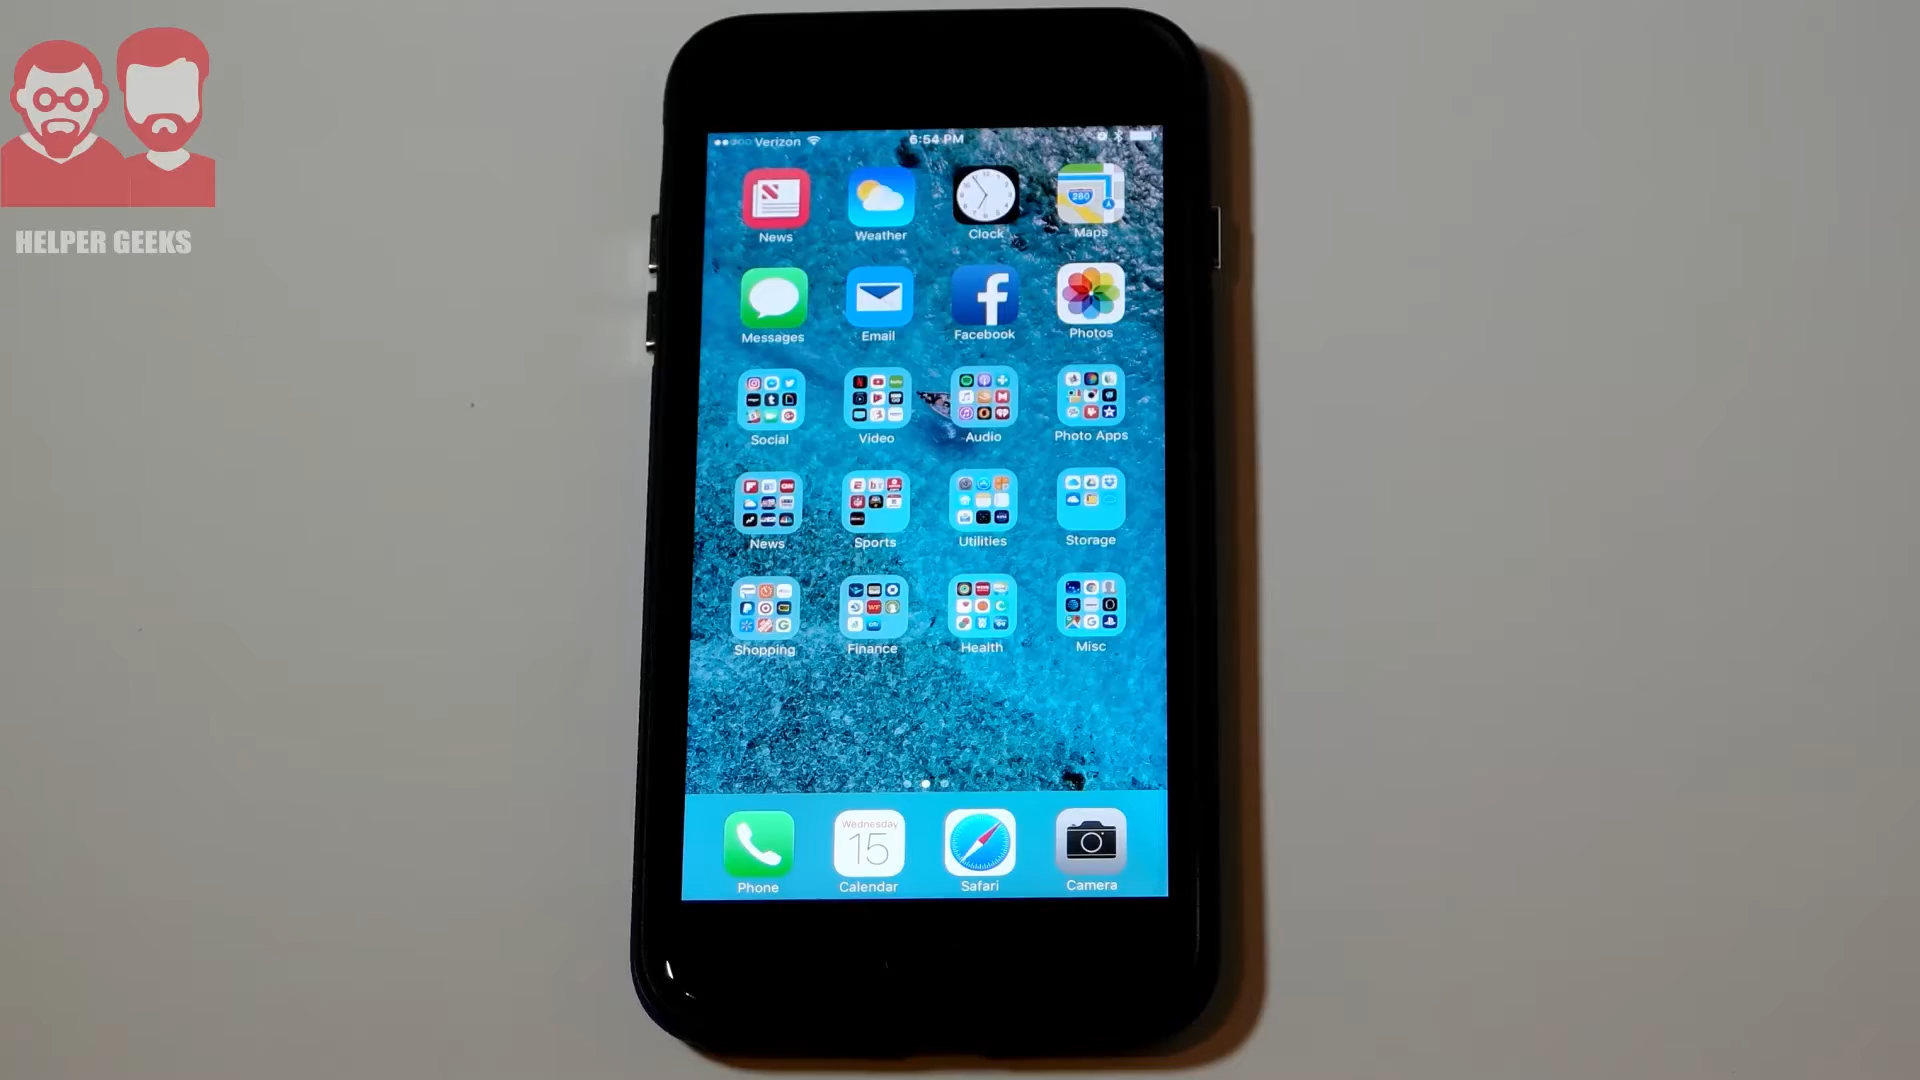 HELPER GEEKS
Verizon 6:54 PM
News Weather Clock Maps
280
Messages Email Facebook Photos
Social Video Audio Photo Apps
News Sports Utilities Storage
Shopping Finance Health Misc
Wednesday
15
Phone Calendar Safari Camera